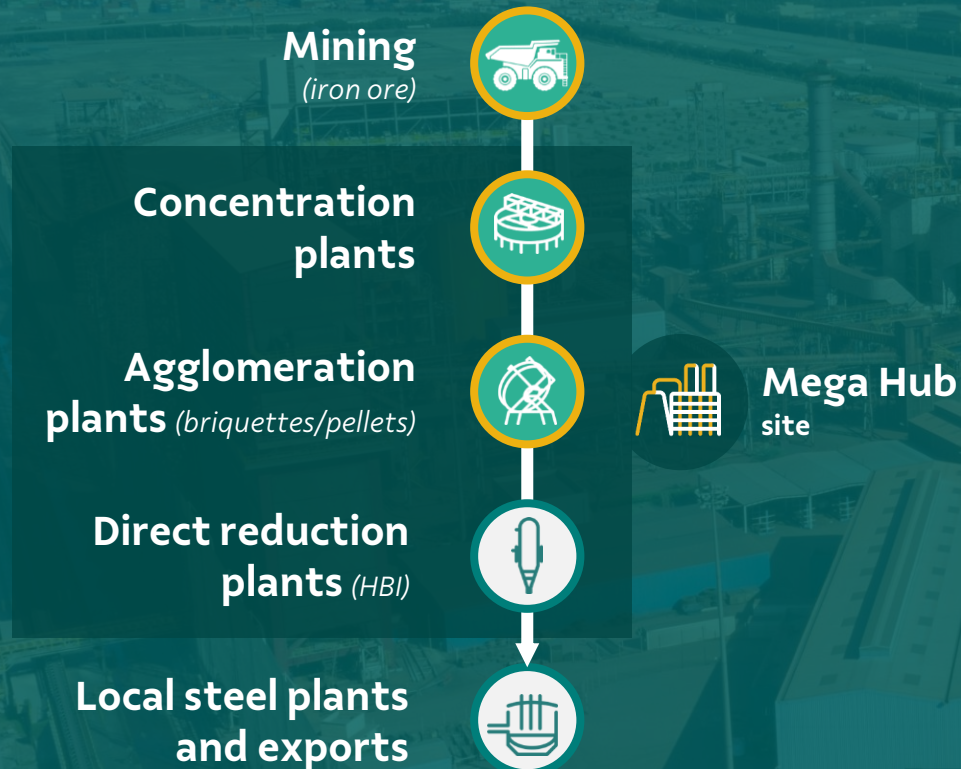 Mining
(iron ore)
Concentration
plants
Agglomeration
plants (briquettes/pellets)
Mega Hub
site
Direct reduction
plants (HBI)
Local steel plants
and exports